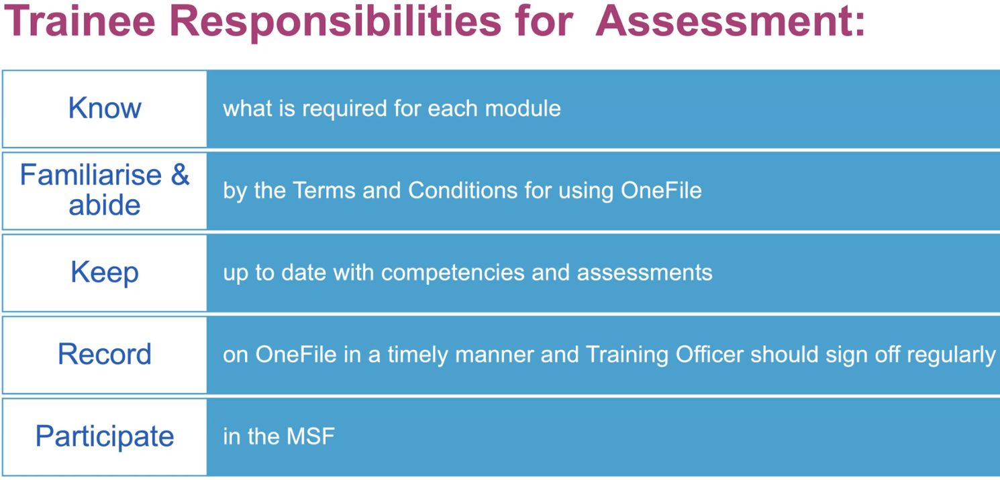 Trainee Responsibilities for  Assessment:
Know
what is required for each module
Familiarise &
abide
by the Terms and Conditions for using OneFile
Keep
up to date with competencies and assessments
Record
on OneFile in a timely manner and Training Officer should sign off regularly
Participate
in the MSF